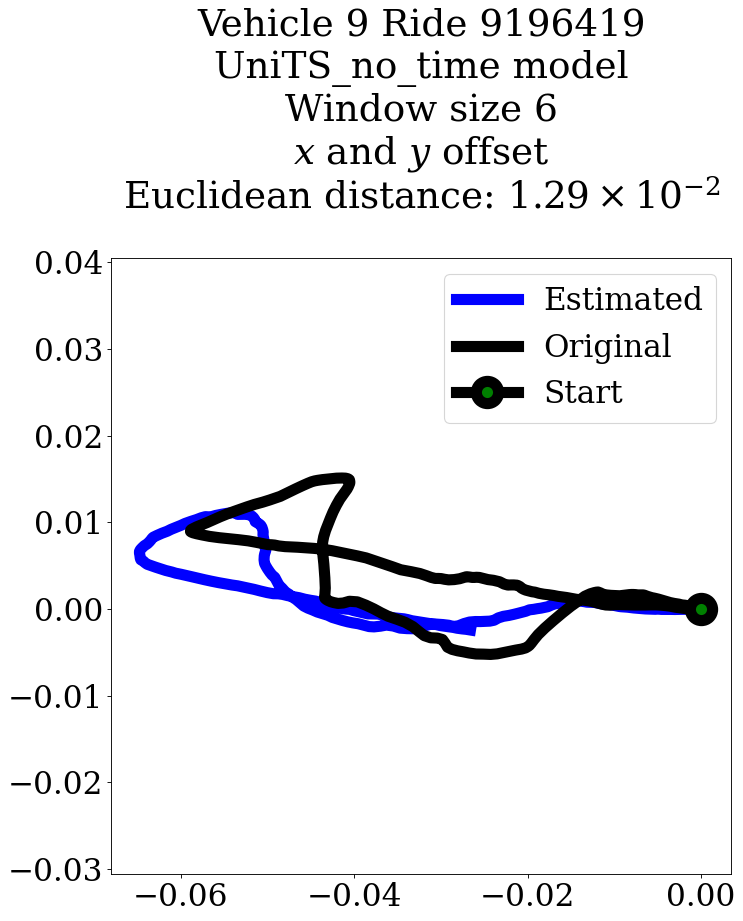 Vehicle 9 Ride 9196419
UniTS_no_time model
Window size 6
x and y offset
Euclidean distance: 1.29 × 10⁻²
Estimated
Original
Start
0.04
0.03
0.02
0.01
0.00
−0.01
−0.02
−0.03
−0.06
−0.04
−0.02
0.00